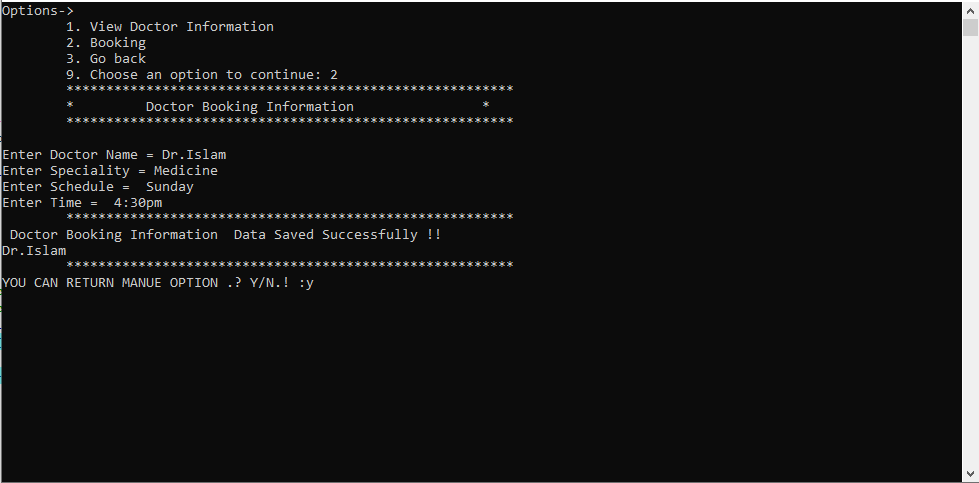 Options->
1. View Doctor Information
2. Booking
3. Go back
9. Choose an option to continue: 2
********************************************************
* Doctor Booking Information *
********************************************************
Enter Doctor Name = Dr.Islam
Enter Speciality = Medicine
Enter Schedule =  Sunday
Enter Time =  4:30pm
********************************************************
Doctor Booking Information  Data Saved Successfully !!
Dr.Islam
********************************************************
YOU CAN RETURN MANUE OPTION .? Y/N.! :y